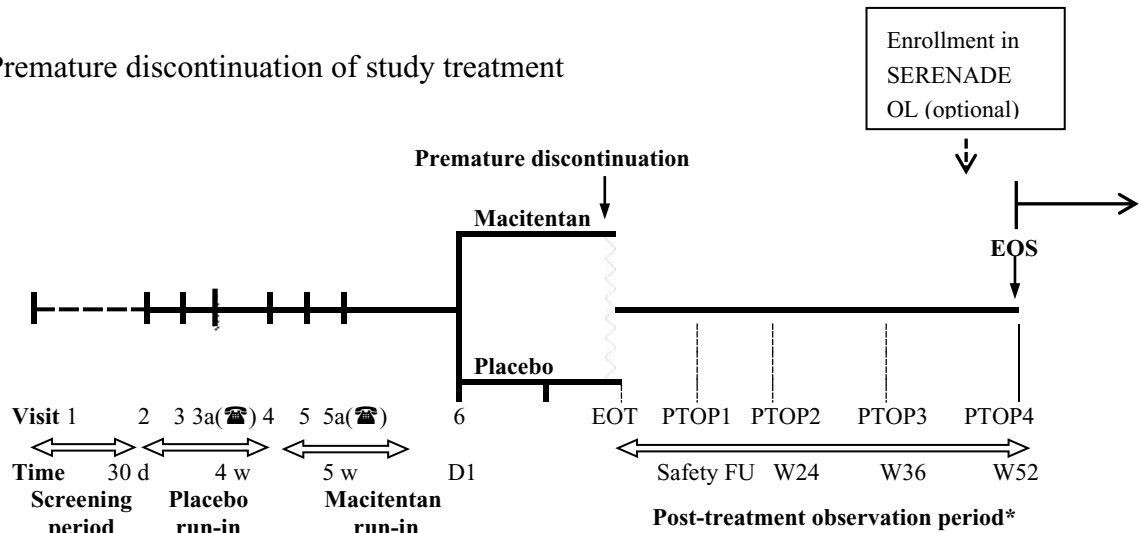 Enrollment in
SERENADE
OL (optional)
Premature discontinuation of study treatment
Premature discontinuation
Macitentan
EOS
Placebo
Visit 1 2 3 3a(☎) 4 5 5a(☎) 6 EOT PTOP1 PTOP2 PTOP3 PTOP4
Time 30 d 4 w 5 w D1 Safety FU W24 W36 W52
Screening Placebo Macitentan
period run-in run-in
Post-treatment observation period*